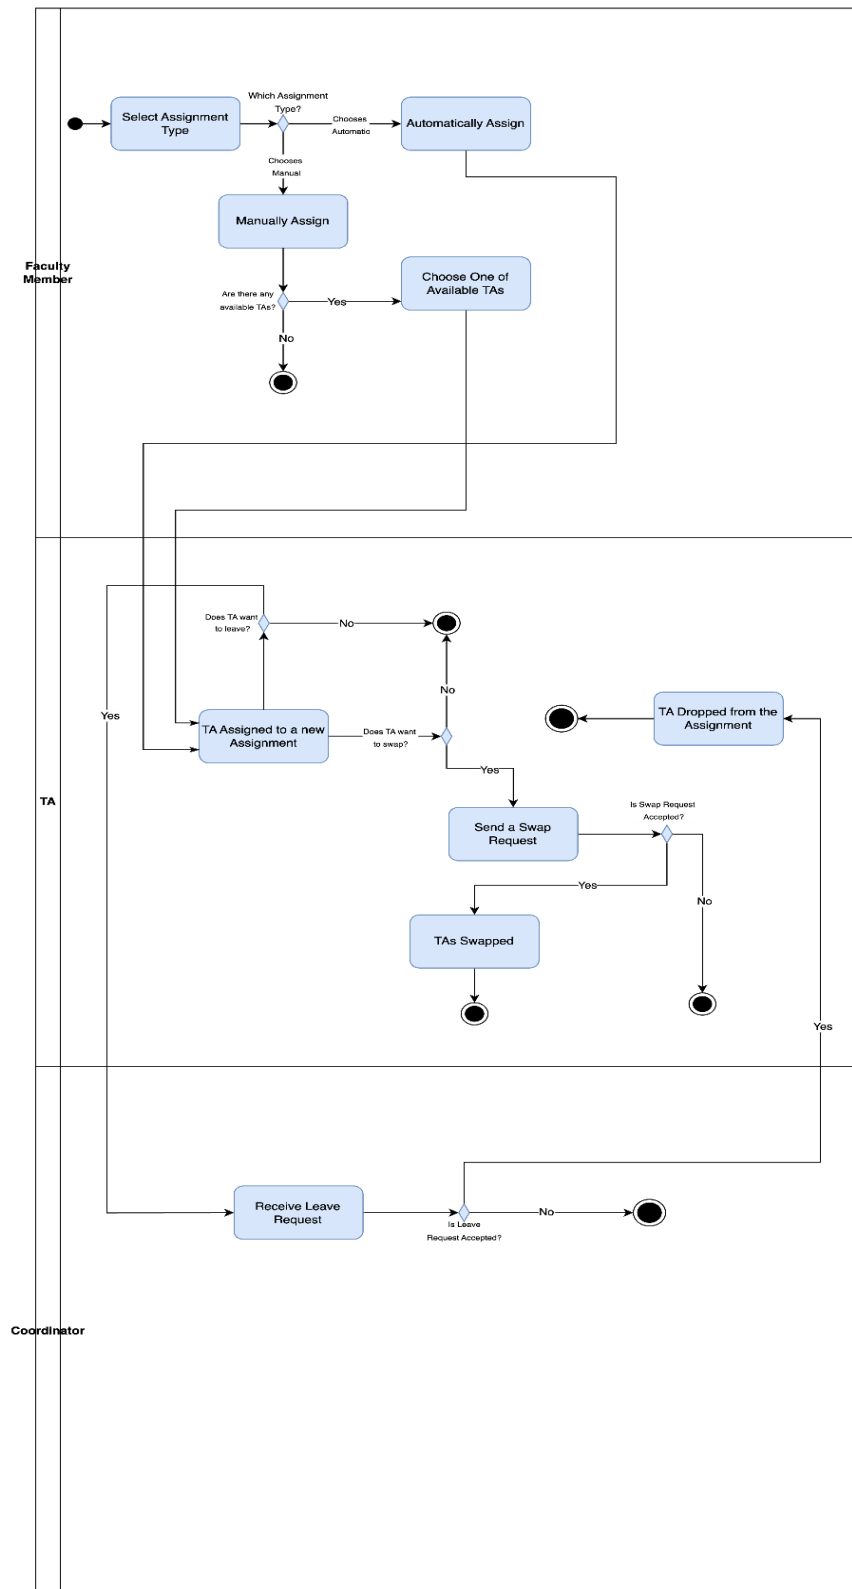 Which Assignment
Type?
Select Assignment
Type
Chooses
Automatic
Automatically Assign
Chooses
Manual
Manually Assign
Faculty
Member
Are there any
available TAs?
Yes
Choose One of
Available TAs
No
Does TA want
to leave?
No
No
Yes
TA Assigned to a new
Assignment
Does TA want
to swap?
TA Dropped from the
Assignment
Yes
TA
Send a Swap
Request
Is Swap Request
Accepted?
Yes
No
TAs Swapped
Yes
Receive Leave
Request
Is Leave
Request Accepted?
No
Coordinator